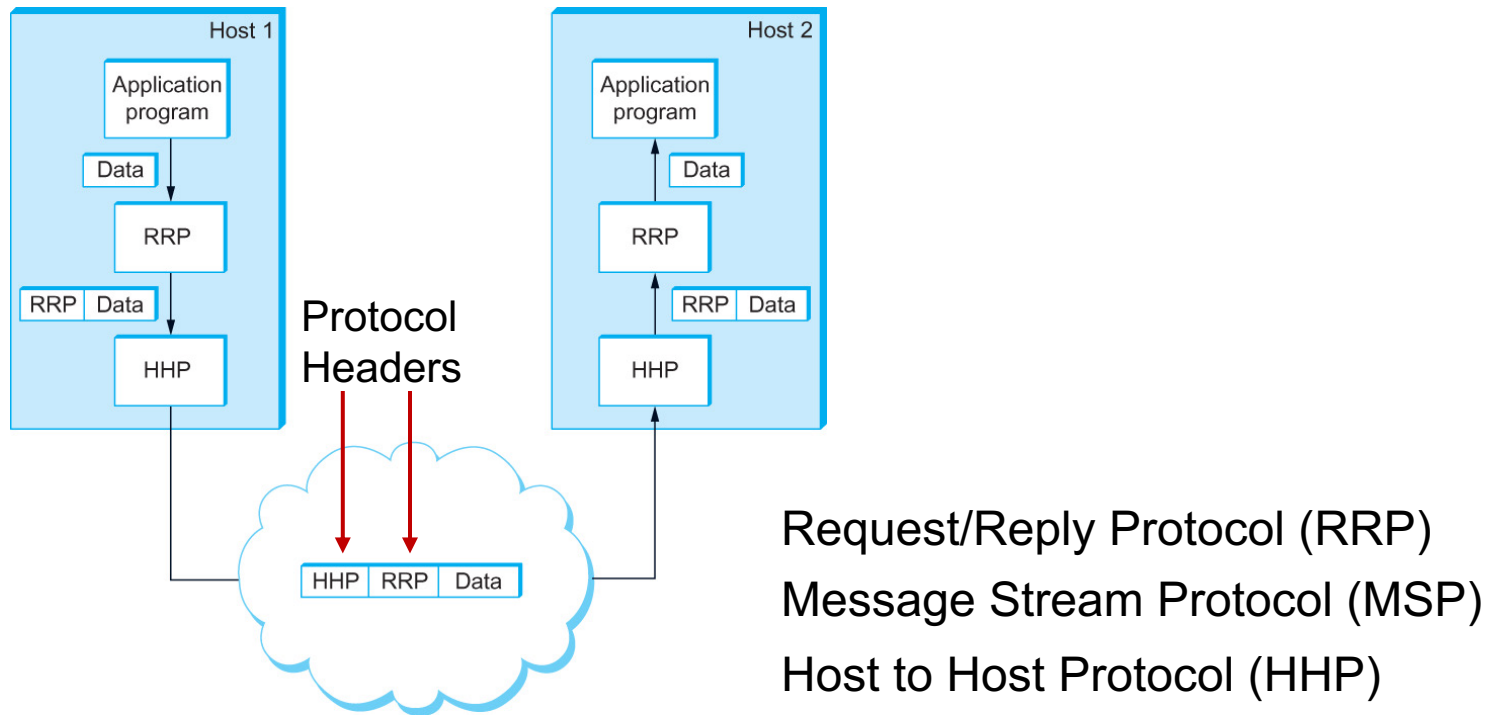 Host 1
Application
program
Data
RRP
RRP Data
HHP
Protocol
Headers
HHP RRP Data
Host 2
Application
program
Data
RRP
RRP Data
HHP
Request/Reply Protocol (RRP)
Message Stream Protocol (MSP)
Host to Host Protocol (HHP)